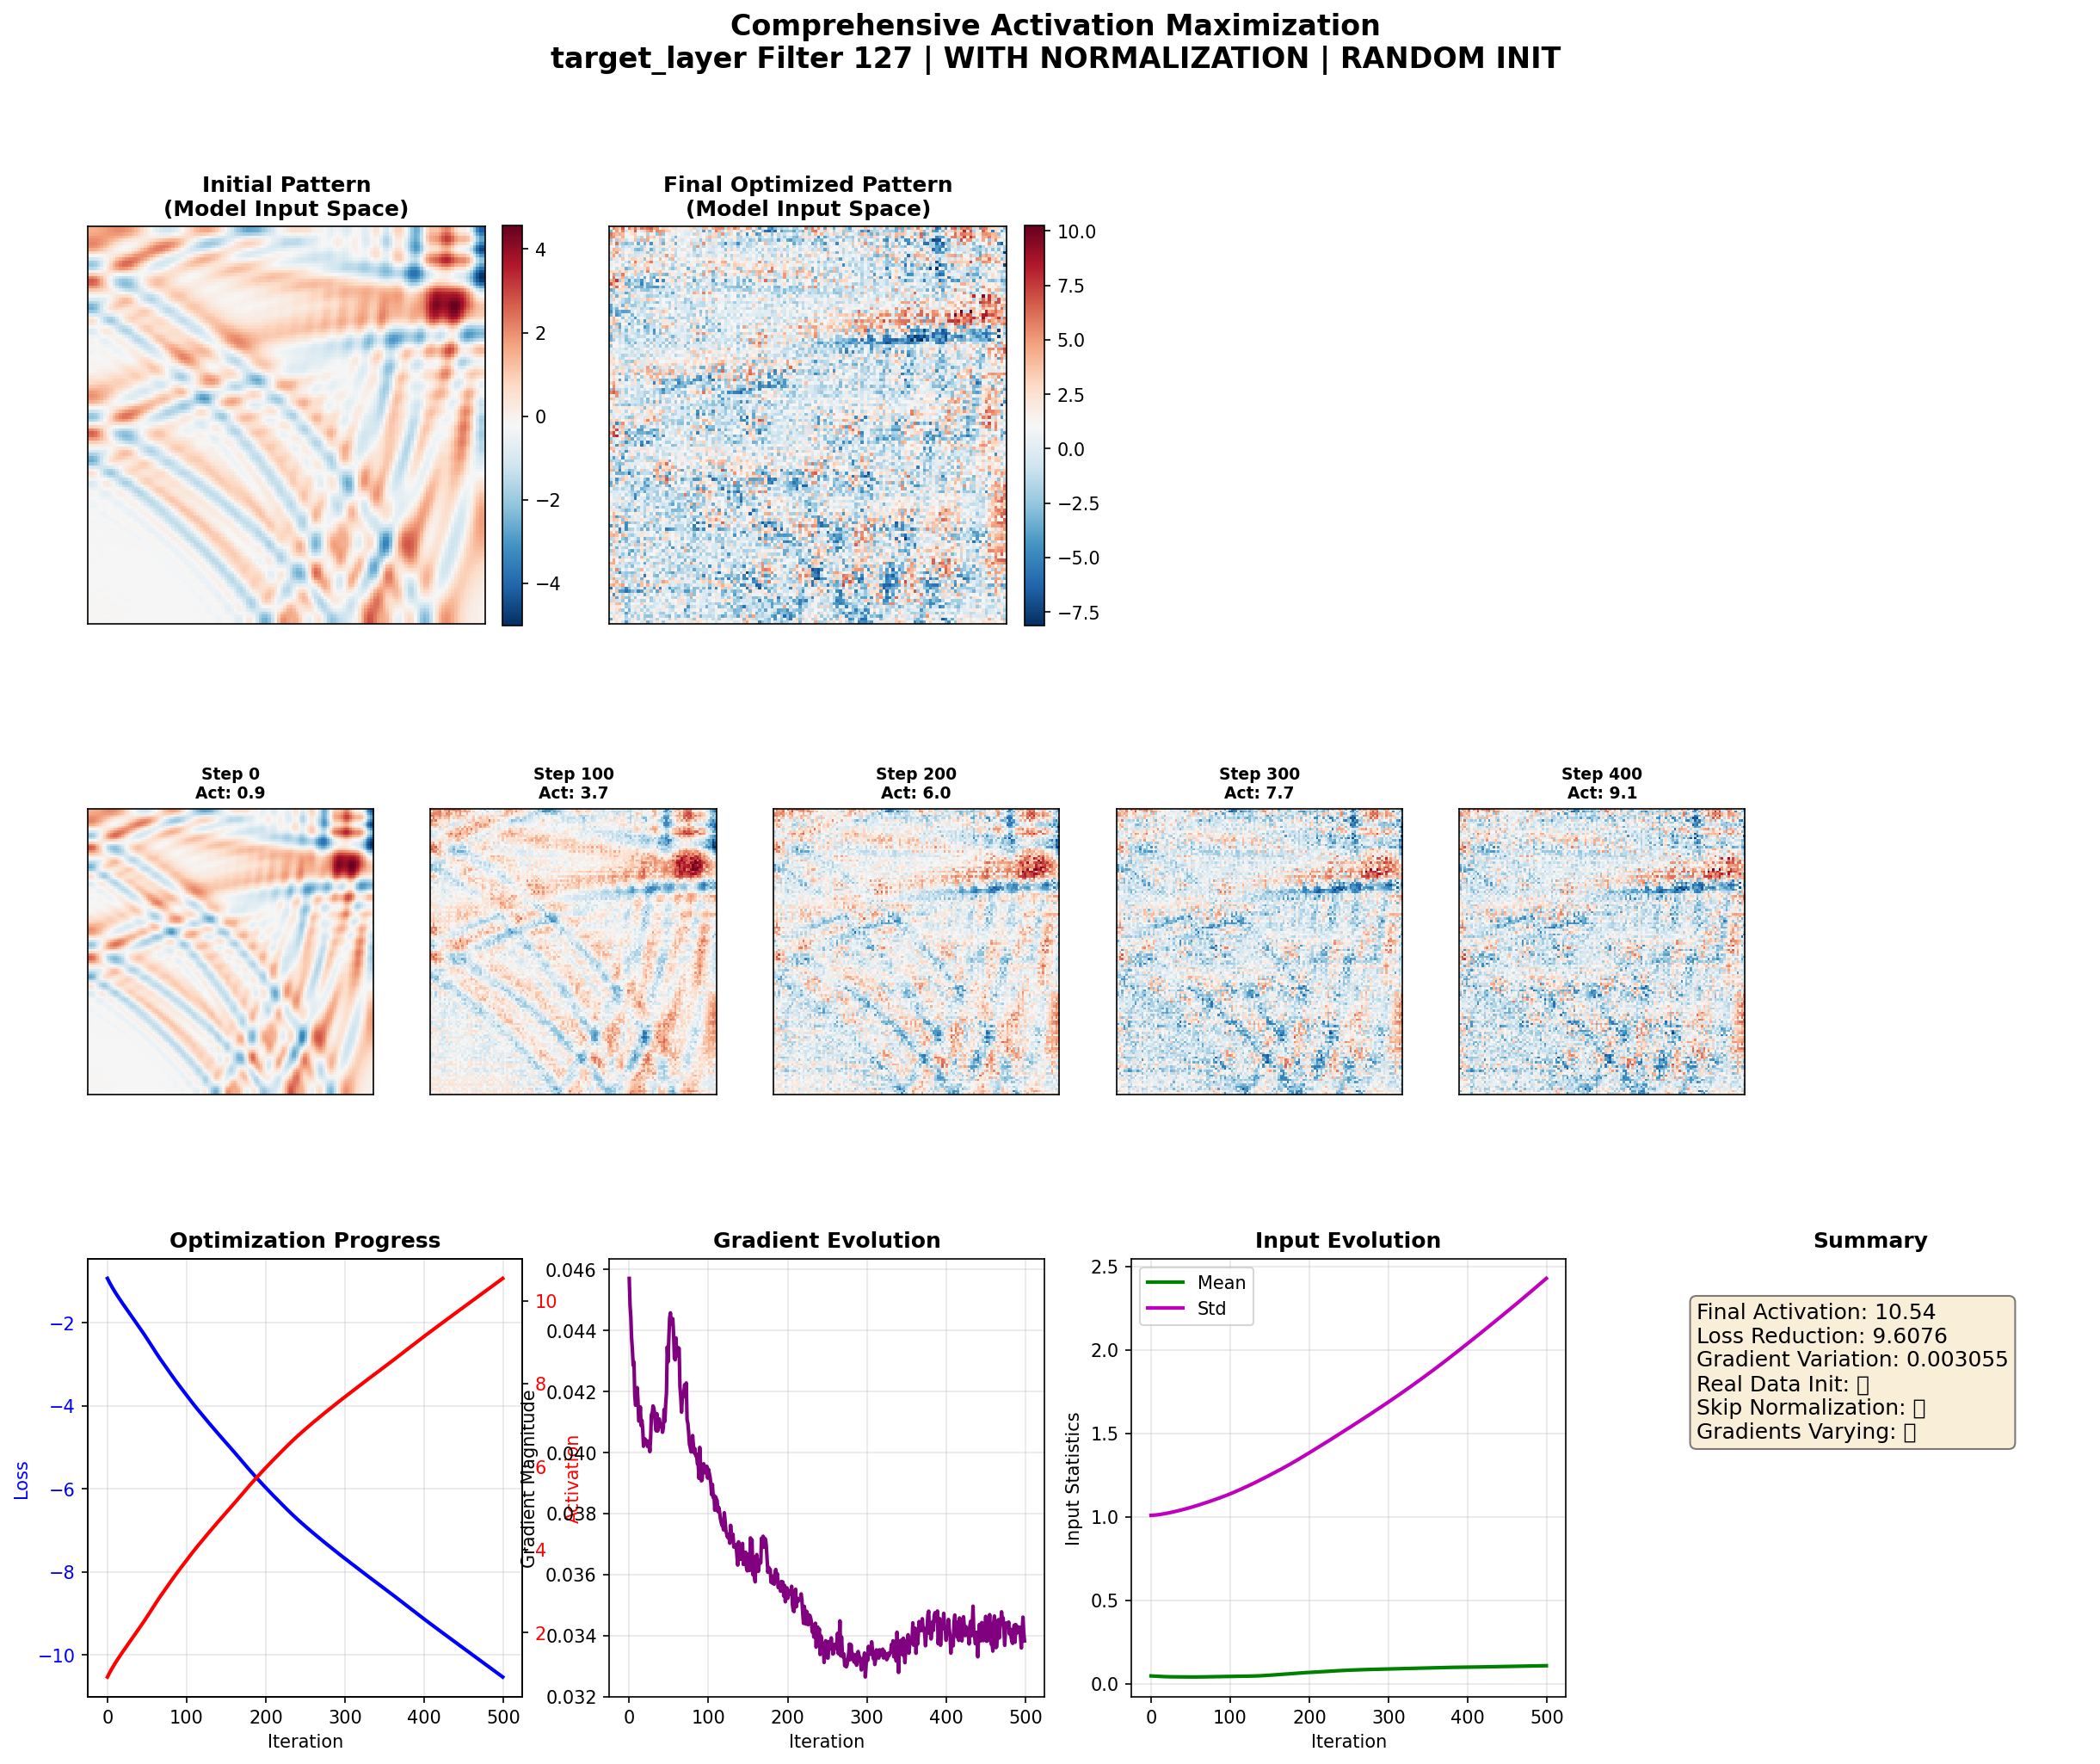 Comprehensive Activation Maximization
target_layer Filter 127 | WITH NORMALIZATION | RANDOM INIT
Initial Pattern
(Model Input Space)
4
2
0
−2
−4
Final Optimized Pattern
(Model Input Space)
10.0
7.5
5.0
2.5
0.0
−2.5
−5.0
−7.5
Step 0
Act: 0.9
Step 100
Act: 3.7
Step 200
Act: 6.0
Step 300
Act: 7.7
Step 400
Act: 9.1
Optimization Progress
Loss
−2
−4
−6
−8
−10
0 100 200 300 400 500
Iteration
10
8
6
4
2
Activation
Gradient Evolution
Gradient Magnitude
0.046
0.044
0.042
0.040
0.038
0.036
0.034
0.032
0 100 200 300 400 500
Iteration
Input Evolution
Input Statistics
2.5
2.0
1.5
1.0
0.5
0.0
Mean
Std
0 100 200 300 400 500
Iteration
Summary
Final Activation: 10.54
Loss Reduction: 9.6076
Gradient Variation: 0.003055
Real Data Init:
Skip Normalization:
Gradients Varying: